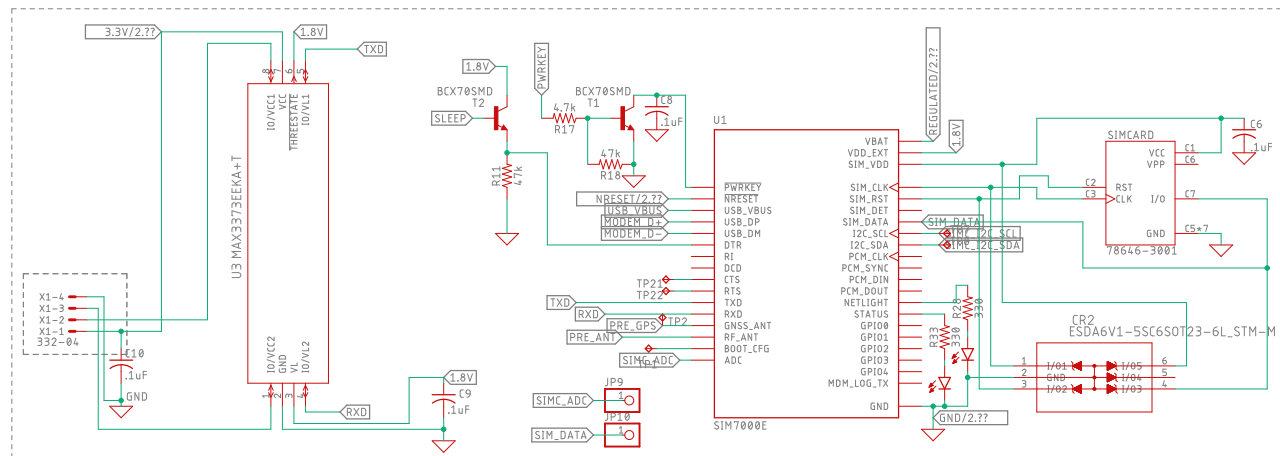 3.3V/2.??
1.8V
TXD
8
7
6
5
IO/VCC1
VCC
THREESTATE
IO/VL1
U3 MAX3373EEKA+T
IO/VCC2
GND
VL
IO/VL2
1
2
3
4
1.8V
RXD
C9
.1uF
X1-4
X1-3
X1-2
X1-1
332-04
C10
.1uF
GND
1.8V
BCX70SMD
T2
SLEEP
R11
47k
PWRKEY
4.7k
R17
BCX70SMD
T1
47k
R18
C8
.1uF
NRESET/2.??
USB_VBUS
MODEM_D+
MODEM_D-
TP21
TP22
TXD
RXD
PRE_GPS
TP2
PRE_ANT
SIMC_ADC
TP1
SIMC_ADC
JP9
1
SIM_DATA
JP10
1
U1
PWRKEY
NRESET
USB_VBUS
USB_DP
USB_DM
DTR
RI
DCD
CTS
RTS
TXD
RXD
GNSS_ANT
RF_ANT
BOOT_CFG
ADC
VBAT
VDD_EXT
SIM_VDD
SIM_CLK
SIM_RST
SIM_DET
SIM_DATA
I2C_SCL
I2C_SDA
PCM_CLK
PCM_SYNC
PCM_DIN
PCM_DOUT
NETLIGHT
STATUS
GPIO0
GPIO1
GPIO2
GPIO3
GPIO4
MDM_LOG_TX
GND
SIM7000E
REGULATED/2.??
1.8V
SIM_DATA
SIMC_I2C_SCL
SIMC_I2C_SDA
R28
330
R33
330
GND/2.??
C6
.1uF
SIMCARD
VCC
VPP
RST
CLK
I/O
GND
C1
C6
C2
C3
C7
C5*7
78646-3001
CR2
ESDA6V1-5SC6SOT23-6L_STM-M
1
2
3
I/O1
GND
I/O2
I/O5
I/O4
I/O3
6
5
4